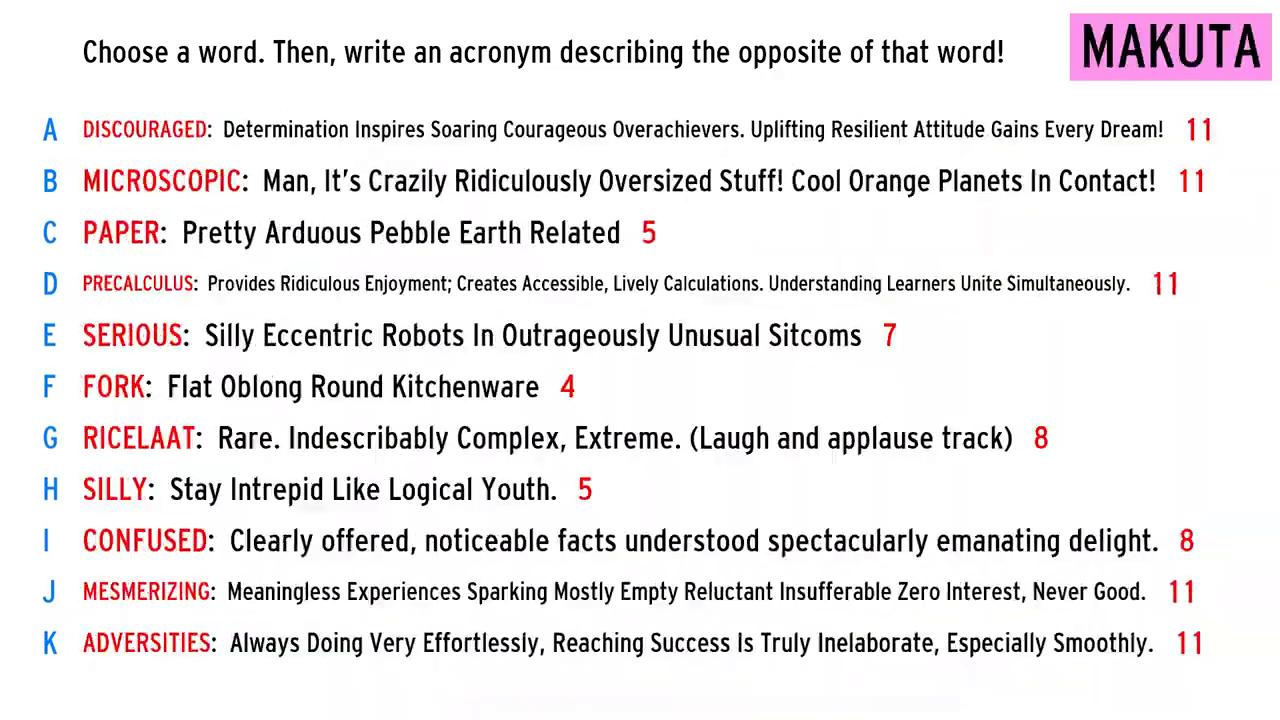 Choose a word. Then, write an acronym describing the opposite of that word!
MAKUTA
A DISCOURAGED: Determination Inspires Soaring Courageous Overachievers. Uplifting Resilient Attitude Gains Every Dream! 11
B MICROSCOPIC: Man, It's Crazily Ridiculously Oversized Stuff! Cool Orange Planets In Contact! 11
C PAPER: Pretty Arduous Pebble Earth Related 5
D PRECALCULUS: Provides Ridiculous Enjoyment; Creates Accessible, Lively Calculations. Understanding Learners Unite Simultaneously. 11
E SERIOUS: Silly Eccentric Robots In Outrageously Unusual Sitcoms 7
F FORK: Flat Oblong Round Kitchenware 4
G RICELAAT: Rare. Indescribably Complex, Extreme. (Laugh and applause track) 8
H SILLY: Stay Intrepid Like Logical Youth. 5
I CONFUSED: Clearly offered, noticeable facts understood spectacularly emanating delight. 8
J MESMERIZING: Meaningless Experiences Sparking Mostly Empty Reluctant Insufferable Zero Interest, Never Good. 11
K ADVERSITIES: Always Doing Very Effortlessly, Reaching Success Is Truly Inelaborate, Especially Smoothly. 11